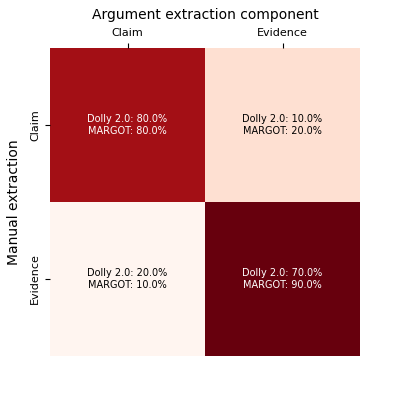 Argument extraction component
Claim Evidence
Manual extraction
Claim
Dolly 2.0: 80.0%
MARGOT: 80.0%
Dolly 2.0: 10.0%
MARGOT: 20.0%
Evidence
Dolly 2.0: 20.0%
MARGOT: 10.0%
Dolly 2.0: 70.0%
MARGOT: 90.0%